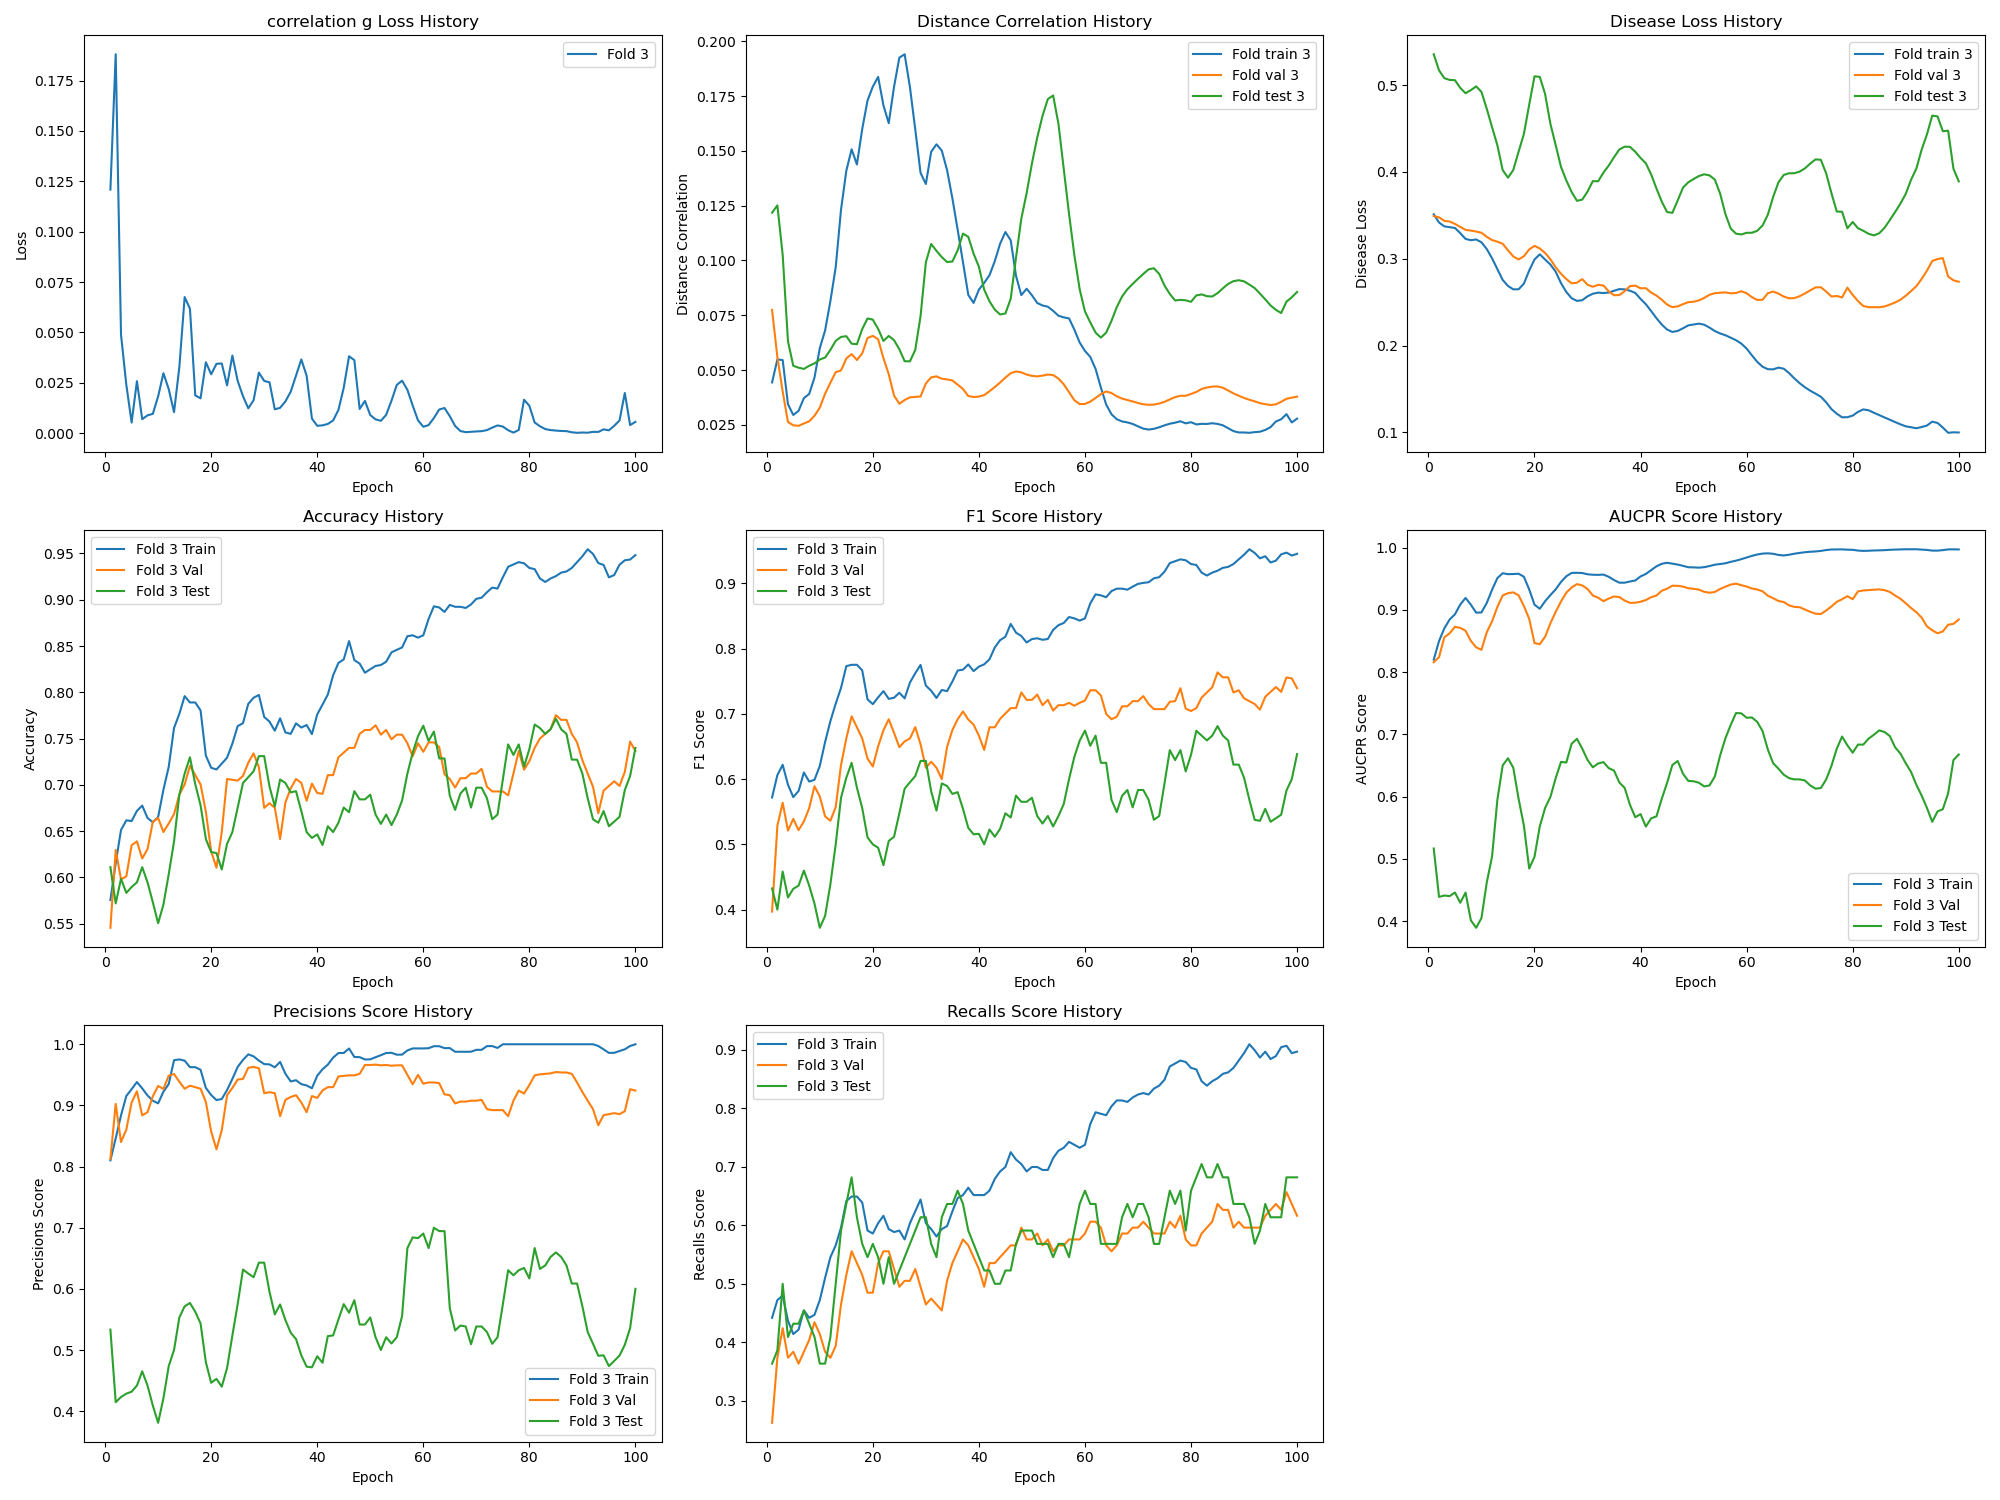 correlation g Loss History
Fold 3
0.175
0.150
0.125
0.100
0.075
0.050
0.025
0.000
Loss
0 20 40 60 80 100
Epoch
Distance Correlation History
Fold train 3
Fold val 3
Fold test 3
0.200
0.175
0.150
0.125
0.100
0.075
0.050
0.025
Distance Correlation
0 20 40 60 80 100
Epoch
Disease Loss History
Fold train 3
Fold val 3
Fold test 3
0.5
0.4
0.3
0.2
0.1
Disease Loss
0 20 40 60 80 100
Epoch
Accuracy History
Fold 3 Train
Fold 3 Val
Fold 3 Test
0.95
0.90
0.85
0.80
0.75
0.70
0.65
0.60
0.55
Accuracy
0 20 40 60 80 100
Epoch
F1 Score History
Fold 3 Train
Fold 3 Val
Fold 3 Test
0.9
0.8
0.7
0.6
0.5
0.4
F1 Score
0 20 40 60 80 100
Epoch
AUCPR Score History
1.0
0.9
0.8
0.7
0.6
0.5
0.4
AUCPR Score
Fold 3 Train
Fold 3 Val
Fold 3 Test
0 20 40 60 80 100
Epoch
Precisions Score History
1.0
0.9
0.8
0.7
0.6
0.5
0.4
Precisions Score
Fold 3 Train
Fold 3 Val
Fold 3 Test
0 20 40 60 80 100
Epoch
Recalls Score History
Fold 3 Train
Fold 3 Val
Fold 3 Test
0.9
0.8
0.7
0.6
0.5
0.4
0.3
Recalls Score
0 20 40 60 80 100
Epoch